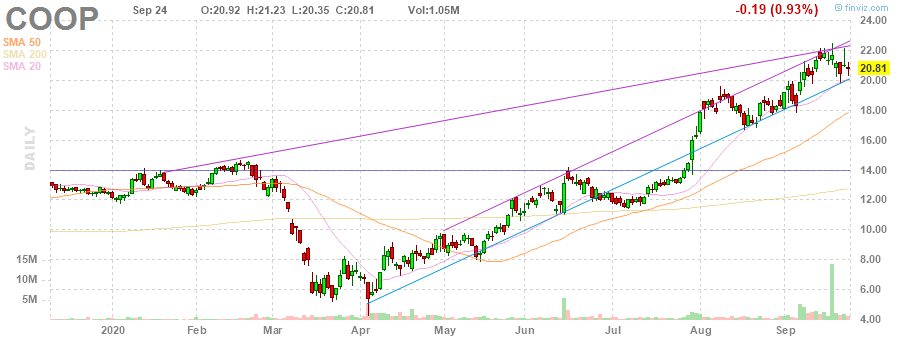 COOP Sep 24 O:20.92 H:21.23 L:20.35 C:20.81 Vol:1.05M -0.19 (0.93%) © finviz.com
SMA 50
SMA 200
SMA 20
DAILY
24.00
22.00
20.81
20.00
18.00
16.00
14.00
12.00
10.00
8.00
6.00
4.00
15M
10M
5M
2020 Feb Mar Apr May Jun Jul Aug Sep